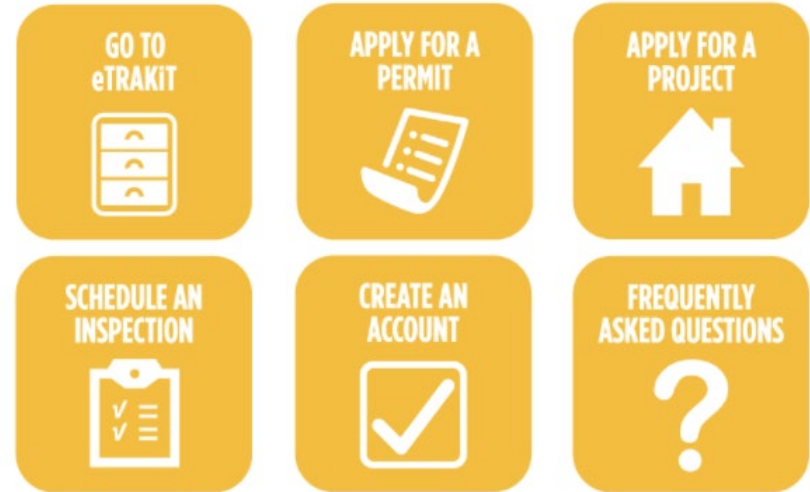 GO TO
eTRAKiT
APPLY FOR A
PERMIT
APPLY FOR A
PROJECT
SCHEDULE AN
INSPECTION
CREATE AN
ACCOUNT
FREQUENTLY
ASKED QUESTIONS